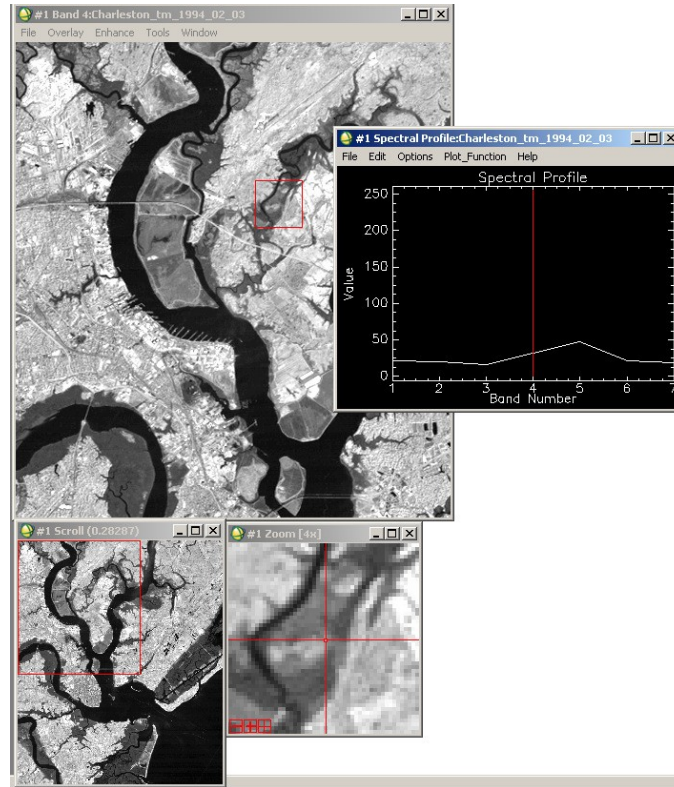 #1 Band 4:Charleston_tm_1994_02_03
File Overlay Enhance Tools Window
#1 Spectral Profile:Charleston_tm_1994_02_03
File Edit Options Plot_Function Help
Spectral Profile
250
200
150
100
50
0
Value
1 2 3 4 5 6 7
Band Number
#1 Scroll (0.28287)
#1 Zoom [4x]